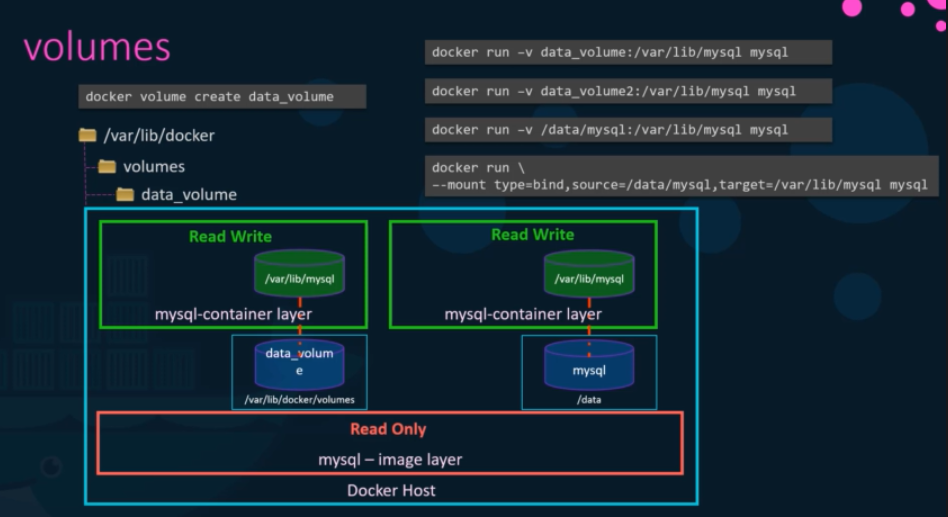 volumes
docker volume create data_volume
/var/lib/docker
volumes
data_volume
docker run –v data_volume:/var/lib/mysql mysql
docker run –v data_volume2:/var/lib/mysql mysql
docker run –v /data/mysql:/var/lib/mysql mysql
docker run \
--mount type=bind,source=/data/mysql,target=/var/lib/mysql mysql
Read Write
/var/lib/mysql
mysql-container layer
data_volum
e
/var/lib/docker/volumes
Read Write
/var/lib/mysql
mysql-container layer
mysql
/data
Read Only
mysql – image layer
Docker Host